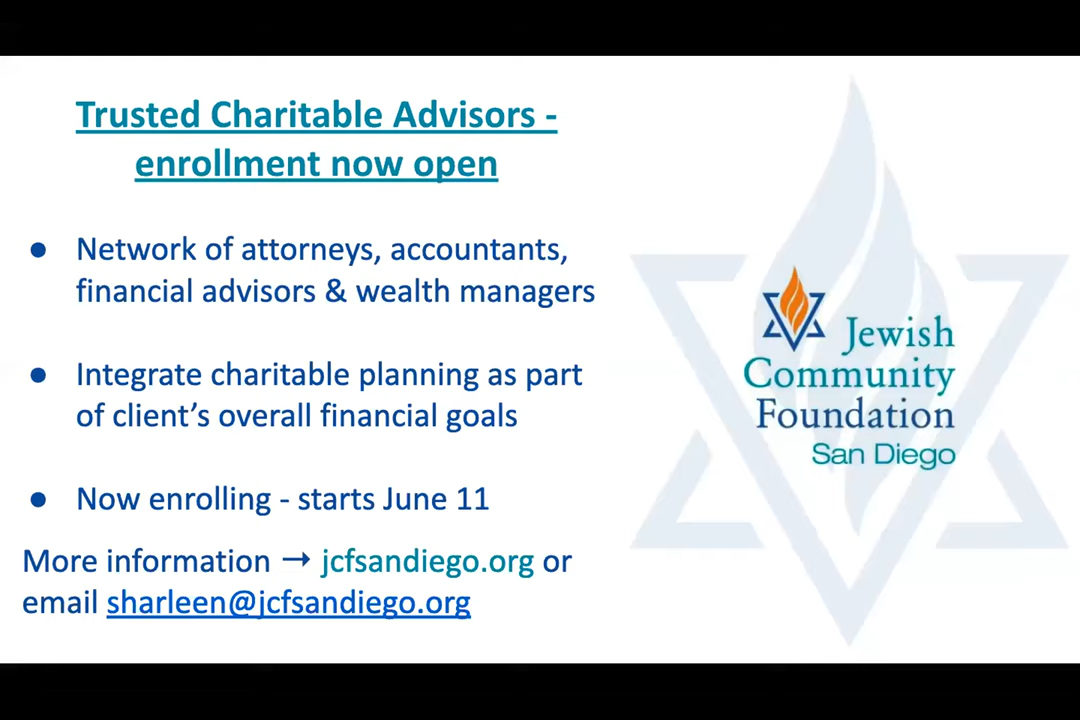 Trusted Charitable Advisors -
enrollment now open
● Network of attorneys, accountants,
financial advisors & wealth managers
● Integrate charitable planning as part
of client’s overall financial goals
● Now enrolling - starts June 11
More information → jcfsandiego.org or
email sharleen@jcfsandiego.org
Jewish
Community
Foundation
San Diego